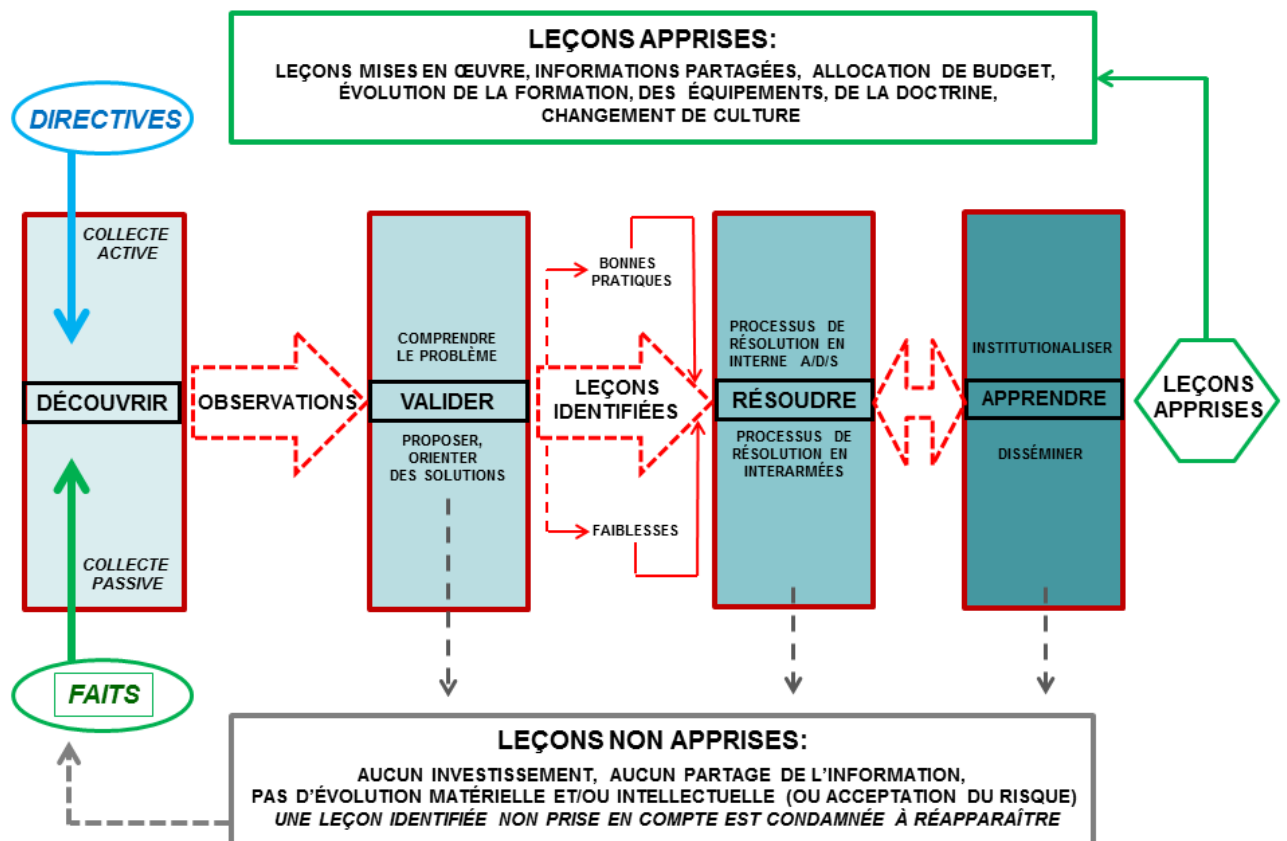 LEÇONS APPRISES:
LEÇONS MISES EN ŒUVRE, INFORMATIONS PARTAGÉES, ALLOCATION DE BUDGET,
ÉVOLUTION DE LA FORMATION, DES ÉQUIPEMENTS, DE LA DOCTRINE,
CHANGEMENT DE CULTURE
DIRECTIVES
COLLECTE
ACTIVE
DÉCOUVRIR
COLLECTE
PASSIVE
FAITS
OBSERVATIONS
COMPRENDRE
LE PROBLÈME
VALIDER
PROPOSER,
ORIENTER
DES SOLUTIONS
BONNES
PRATIQUES
LEÇONS
IDENTIFIÉES
FAIBLESSES
PROCESSUS DE
RÉSOLUTION EN
INTERNE A/D/S
RÉSOUDRE
PROCESSUS DE
RÉSOLUTION EN
INTERARMÉES
INSTITUTIONALISER
APPRENDRE
DISSÉMINER
LEÇONS
APPRISES
LEÇONS NON APPRISES:
AUCUN INVESTISSEMENT, AUCUN PARTAGE DE L'INFORMATION,
PAS D'ÉVOLUTION MATÉRIELLE ET/OU INTELLECTUELLE (OU ACCEPTATION DU RISQUE)
UNE LEÇON IDENTIFIÉE NON PRISE EN COMPTE EST CONDAMNÉE À RÉAPPARAÎTRE